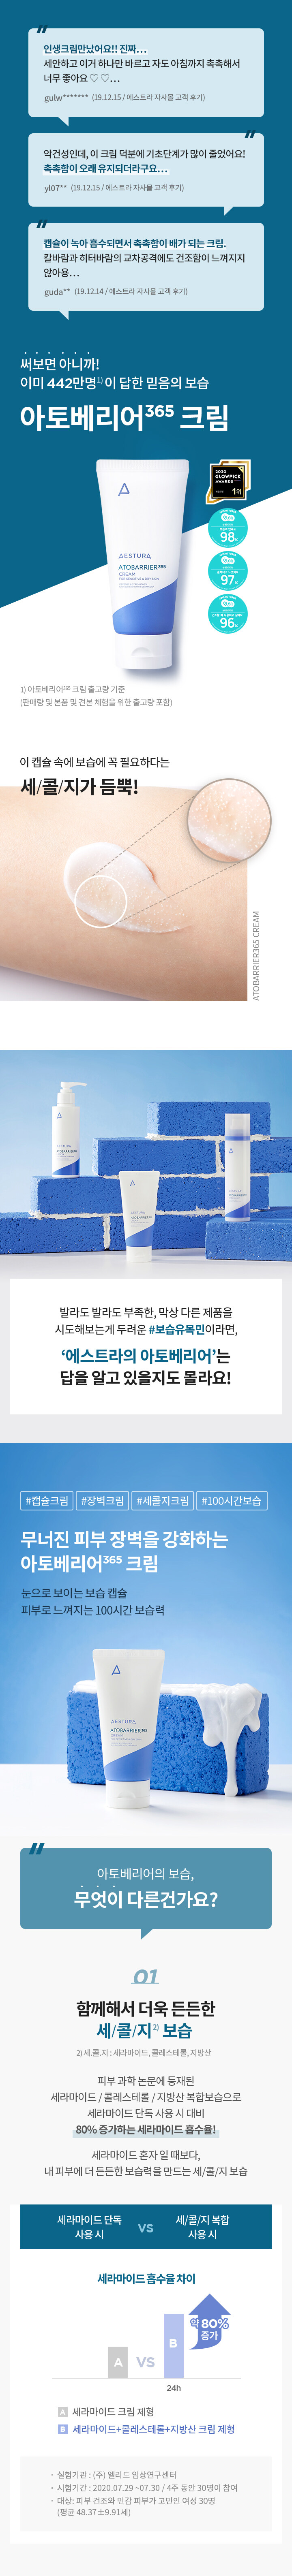 인생크림만났어요!! 진짜...
세안하고 이거 하나만 바르고 자도 아침까지 촉촉해서
너무 좋아요 ♡ ♡...
gulw******* (19.12.15 / 에스트라 자사몰 고객 후기)
악건성인데, 이 크림 덕분에 기초단계가 많이 줄었어요!
촉촉함이 오래 유지되더라구요...
yl07** (19.12.15 / 에스트라 자사몰 고객 후기)
캡슐이 녹아 흡수되면서 촉촉함이 배가 되는 크림.
칼바람과 히터바람의 교차공격에도 건조함이 느껴지지
않아용...
guda** (19.12.14 / 에스트라 자사몰 고객 후기)
써보면 아니까!
이미 442만명1)이 답한 믿음의 보습
아토베리어365 크림
2020
GLOWPICK
AWARDS
1위
98%
97%
96%
AESTURA
ATOBARRIER365
CREAM
FOR SENSITIVE & DRY SKIN
1) 아토베리어365 크림 출고량 기준
(판매량 및 본품 및 견본 체험을 위한 출고량 포함)
이 캡슐 속에 보습에 꼭 필요하다는
세/콜/지가 듬뿍!
ATOBARRIER365 CREAM
발라도 발라도 부족한, 막상 다른 제품을
시도해보는게 두려운 #보습유목민이라면,
‘에스트라의 아토베리어’는
답을 알고 있을지도 몰라요!
#캡슐크림 #장벽크림 #세콜지크림 #100시간보습
무너진 피부 장벽을 강화하는
아토베리어365 크림
눈으로 보이는 보습 캡슐
피부로 느껴지는 100시간 보습력
AESTURA
ATOBARRIER365
CREAM
아토베리어의 보습,
무엇이 다른건가요?
01
함께해서 더욱 든든한
세/콜/지2) 보습
2) 세.콜.지 : 세라마이드, 콜레스테롤, 지방산
피부 과학 논문에 등재된
세라마이드 / 콜레스테롤 / 지방산 복합보습으로
세라마이드 단독 사용 시 대비
80% 증가하는 세라마이드 흡수율!
세라마이드 혼자 일 때보다,
내 피부에 더 든든한 보습력을 만드는 세/콜/지 보습
세라마이드 단독
사용 시
VS
세/콜/지 복합
사용 시
세라마이드 흡수율 차이
약 80%
증가
A VS B
24h
A 세라마이드 크림 제형
B 세라마이드+콜레스테롤+지방산 크림 제형
· 실험기관 : (주) 엘리드 임상연구센터
· 시험기간 : 2020.07.29 ~07.30 / 4주 동안 30명이 참여
· 대상: 피부 건조와 민감 피부가 고민인 여성 30명
(평균 48.37±9.91세)